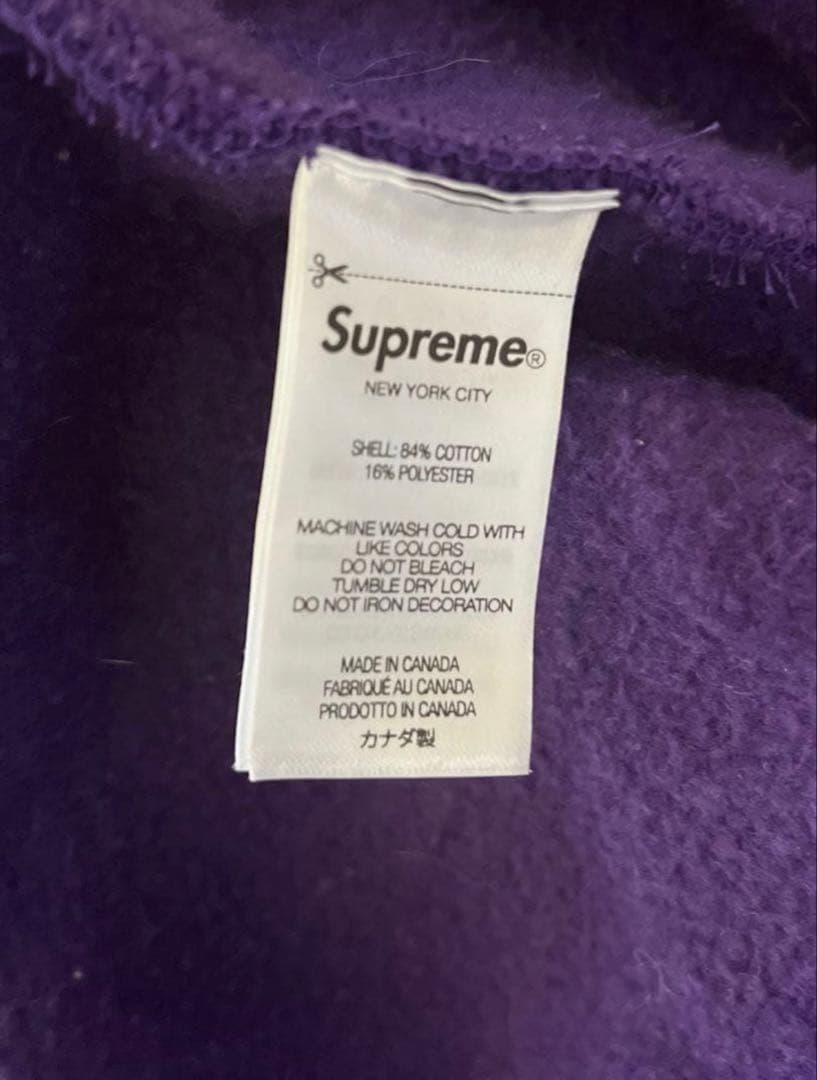 Supreme®
NEW YORK CITY
SHELL: 84% COTTON
16% POLYESTER
MACHINE WASH COLD WITH
LIKE COLORS
DO NOT BLEACH
TUMBLE DRY LOW
DO NOT IRON DECORATION
MADE IN CANADA
FABRIQUÉ AU CANADA
PRODOTTO IN CANADA
カナダ製